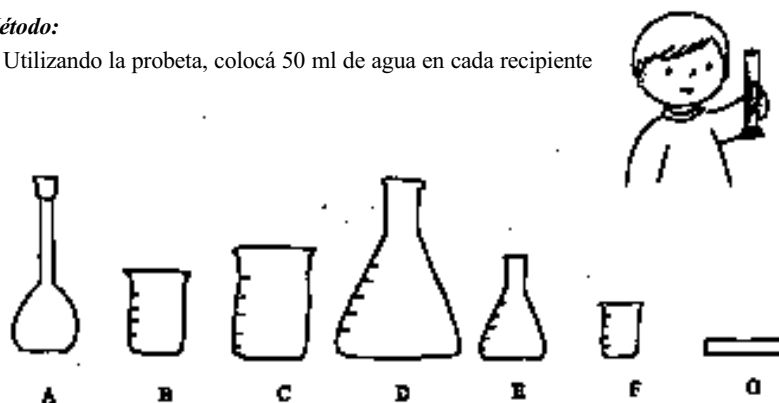 étodo:
Utilizando la probeta, colocá 50 ml de agua en cada recipiente
A B C D E F G